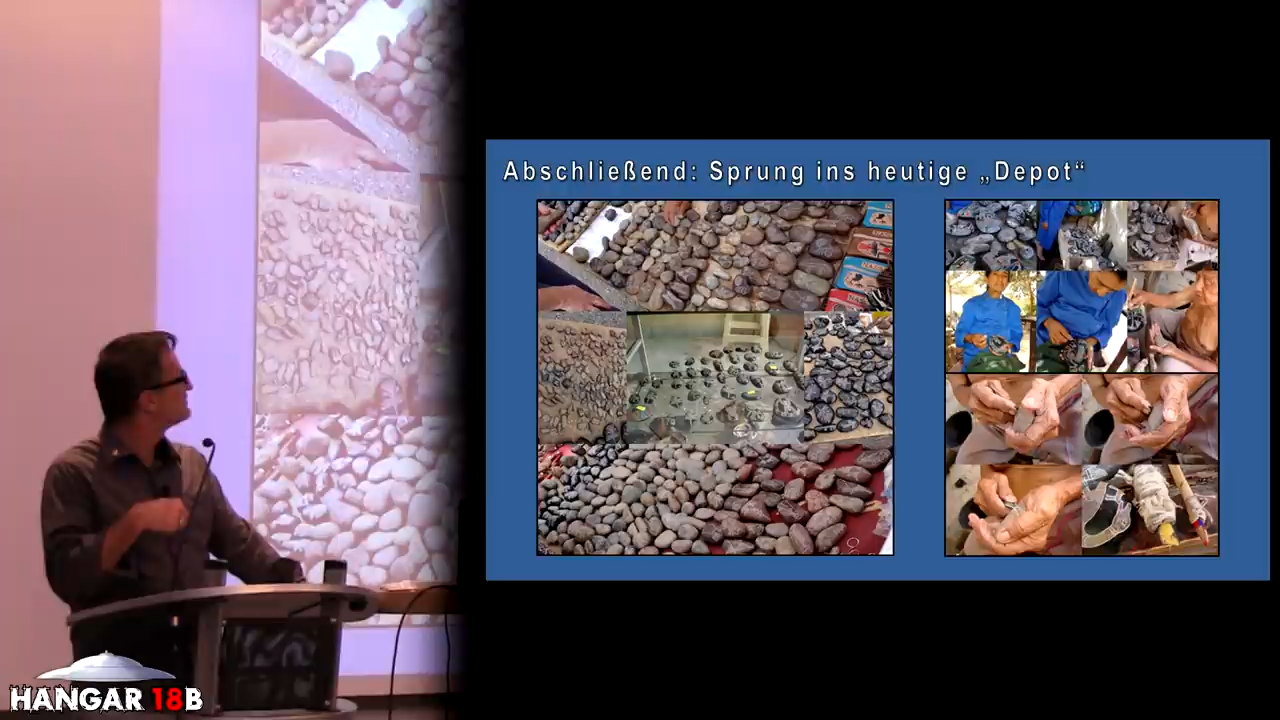 Abschließend: Sprung ins heutige „Depot“
HANGAR 18B